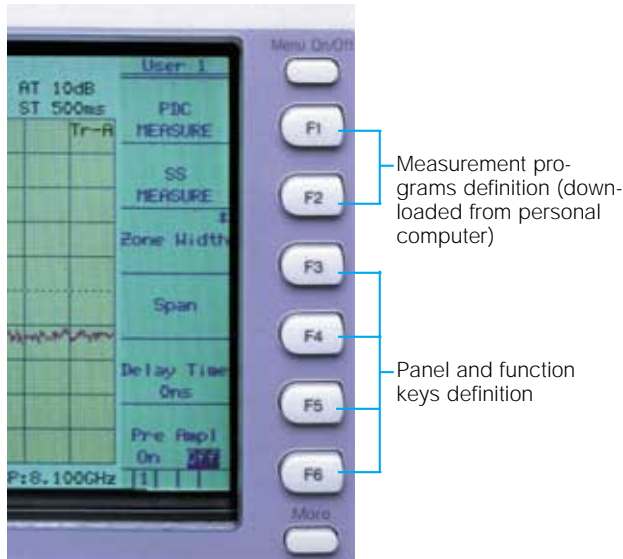 Menu On/Off
User 1
AT 10dB
ST 500ms
Tr-A
PDC
MEASURE
F1
SS
MEASURE
F2
Measurement pro-
grams definition (down-
loaded from personal
computer)
#
Zone Width
F3
Span
F4
Delay Time
0ns
F5
Panel and function
keys definition
Pre Ampl
On Off
F6
P:8.100GHz
1
More